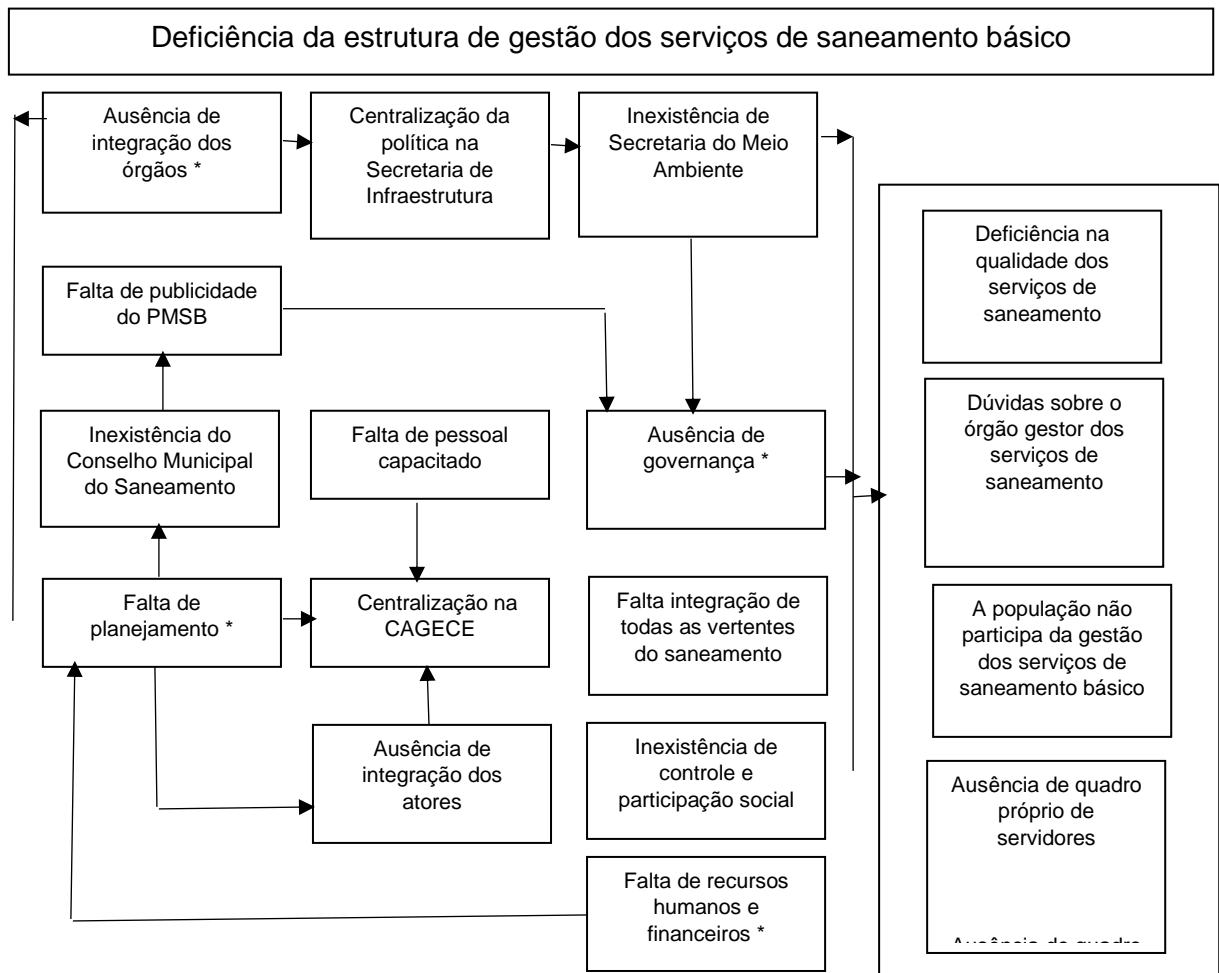 Deficiência da estrutura de gestão dos serviços de saneamento básico
Ausência de
integração dos
órgãos *
Centralização da
política na
Secretaria de
Infraestrutura
Inexistência de
Secretaria do Meio
Ambiente
Falta de publicidade
do PMSB
Inexistência do
Conselho Municipal
do Saneamento
Falta de pessoal
capacitado
Ausência de
governança *
Falta de
planejamento *
Centralização na
CAGECE
Falta integração de
todas as vertentes
do saneamento
Ausência de
integração dos
atores
Inexistência de
controle e
participação social
Falta de recursos
humanos e
financeiros *
Deficiência na
qualidade dos
serviços de
saneamento
Dúvidas sobre o
órgão gestor dos
serviços de
saneamento
A população não
participa da gestão
dos serviços de
saneamento básico
Ausência de quadro
próprio de
servidores
Ausência de quadro